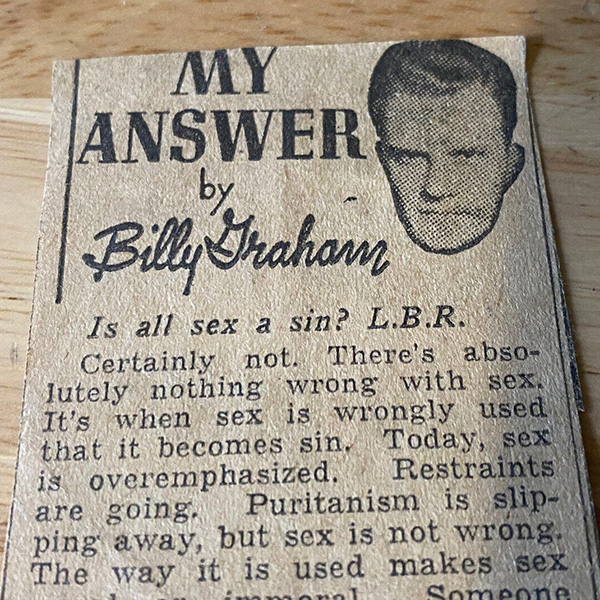 MY
ANSWER
by
Billy Graham
Is all sex a sin? L.B.R.
Certainly not. There's abso-
lutely nothing wrong with sex.
It's when sex is wrongly used
that it becomes sin. Today, sex
is overemphasized. Restraints
are going. Puritanism is slip-
ping away, but sex is not wrong.
The way it is used makes sex
immoral. Someone